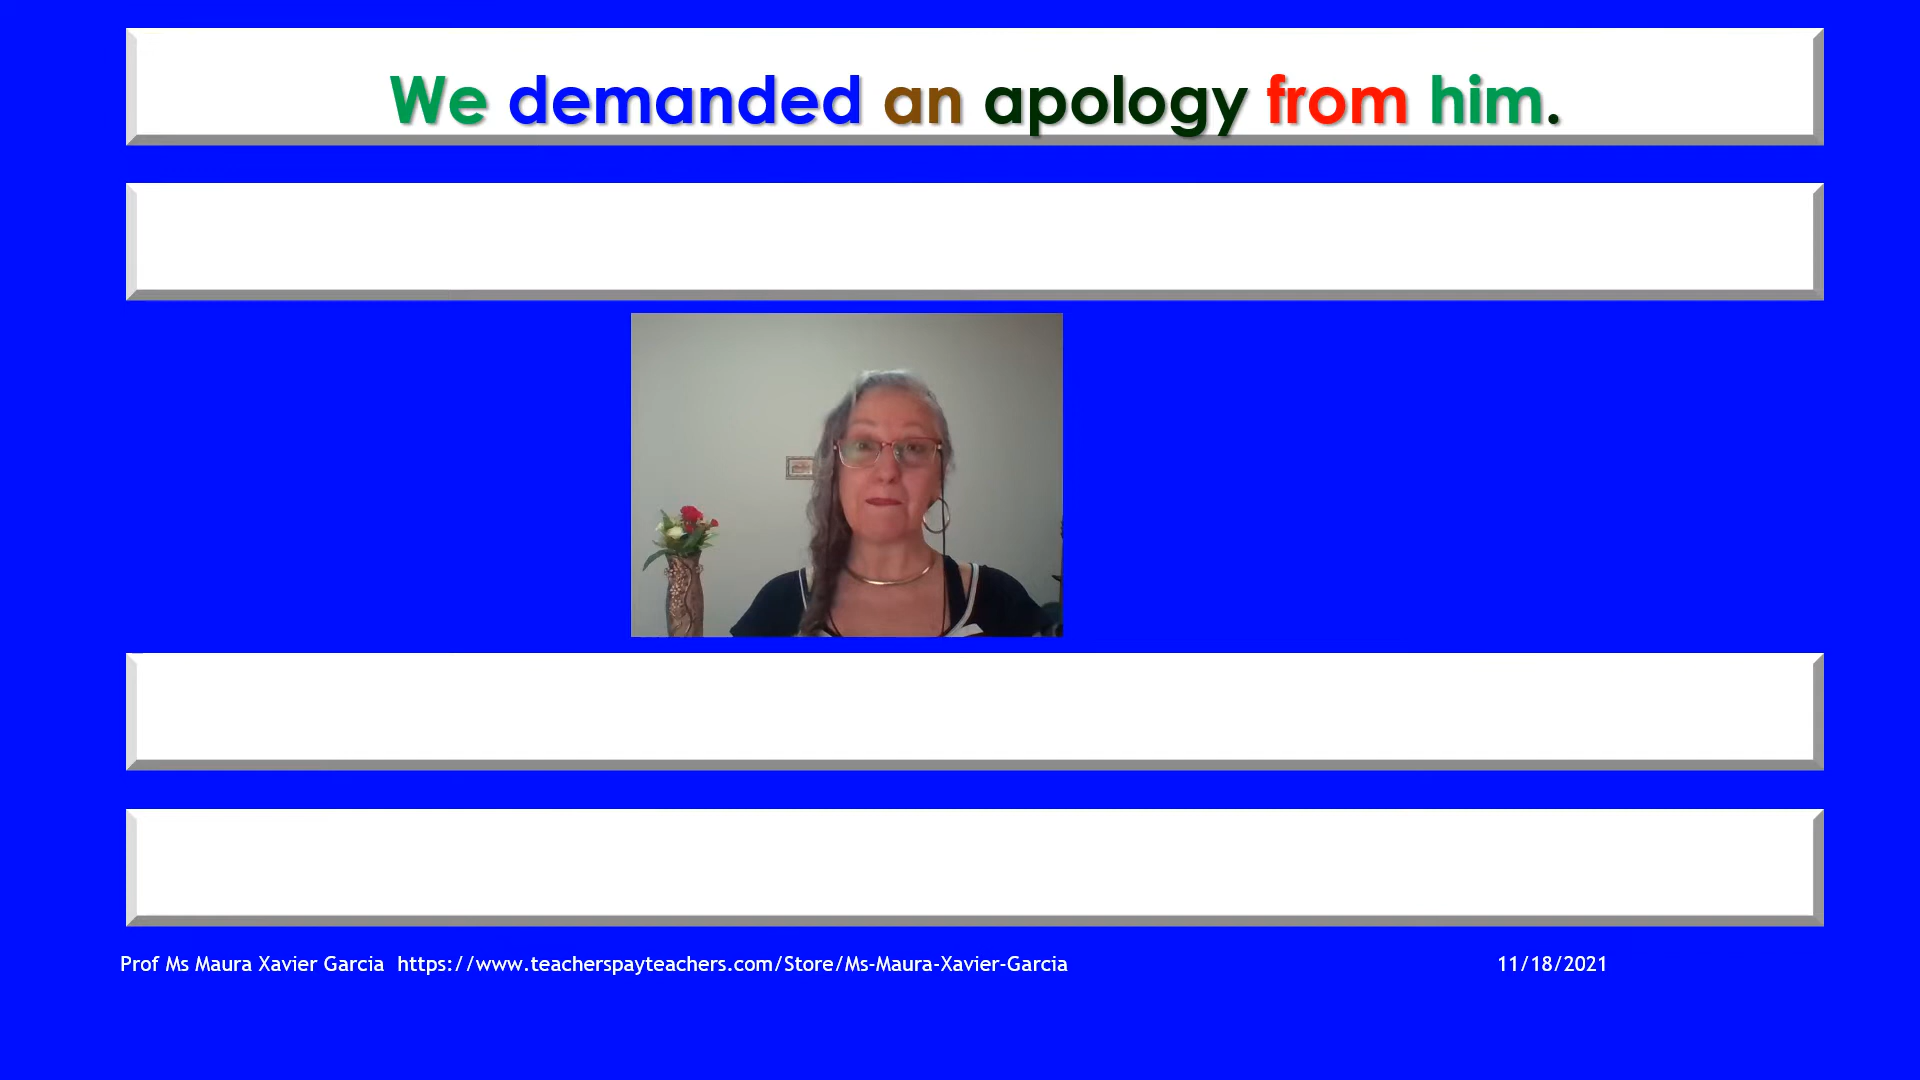 We demanded an apology from him.
Prof Ms Maura Xavier Garcia https://www.teacherspayteachers.com/Store/Ms-Maura-Xavier-Garcia 11/18/2021